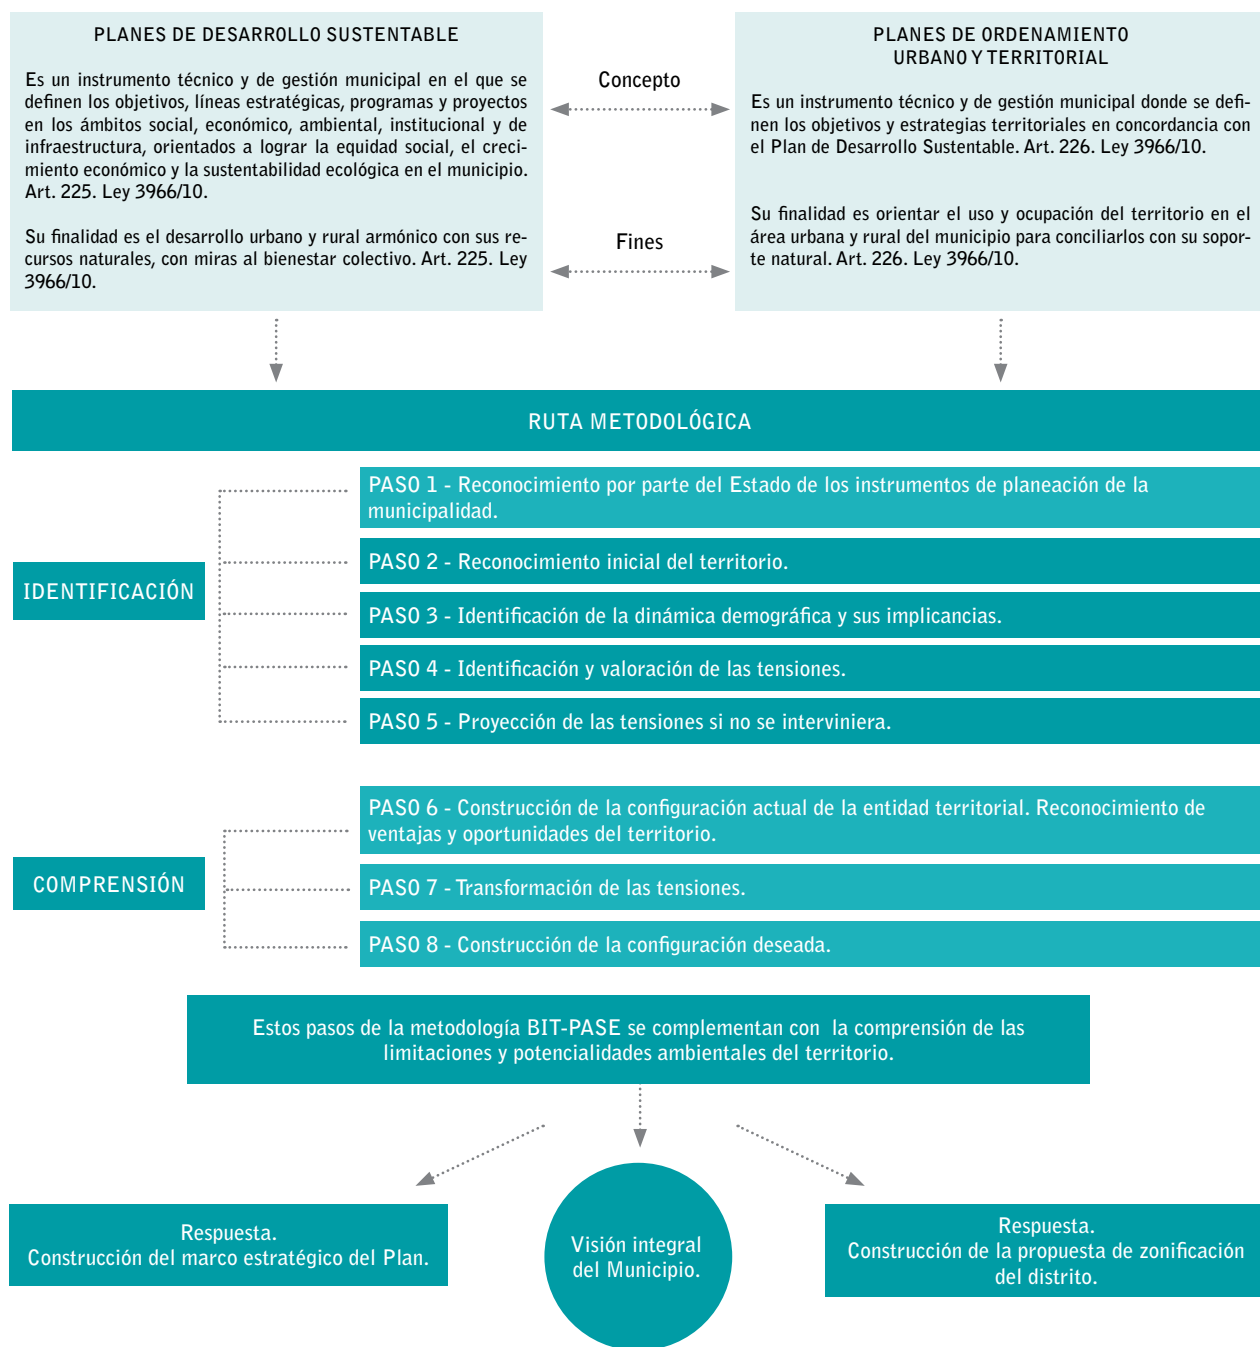 PLANES DE DESARROLLO SUSTENTABLE
Es un instrumento técnico y de gestión municipal en el que se
definen los objetivos, líneas estratégicas, programas y proyectos
en los ámbitos social, económico, ambiental, institucional y de
infraestructura, orientados a lograr la equidad social, el creci-
miento económico y la sustentabilidad ecológica en el municipio.
Art. 225. Ley 3966/10.
Su finalidad es el desarrollo urbano y rural armónico con sus re-
cursos naturales, con miras al bienestar colectivo. Art. 225. Ley
3966/10.
Concepto
Fines
PLANES DE ORDENAMIENTO
URBANO Y TERRITORIAL
Es un instrumento técnico y de gestión municipal donde se defi-
nen los objetivos y estrategias territoriales en concordancia con
el Plan de Desarrollo Sustentable. Art. 226. Ley 3966/10.
Su finalidad es orientar el uso y ocupación del territorio en el
área urbana y rural del municipio para conciliarlos con su sopor-
te natural. Art. 226. Ley 3966/10.
RUTA METODOLÓGICA
IDENTIFICACIÓN
PASO 1 - Reconocimiento por parte del Estado de los instrumentos de planeación de la
municipalidad.
PASO 2 - Reconocimiento inicial del territorio.
PASO 3 - Identificación de la dinámica demográfica y sus implicancias.
PASO 4 - Identificación y valoración de las tensiones.
PASO 5 - Proyección de las tensiones si no se interviniera.
COMPRENSIÓN
PASO 6 - Construcción de la configuración actual de la entidad territorial. Reconocimiento de
ventajas y oportunidades del territorio.
PASO 7 - Transformación de las tensiones.
PASO 8 - Construcción de la configuración deseada.
Estos pasos de la metodología BIT-PASE se complementan con la comprensión de las
limitaciones y potencialidades ambientales del territorio.
Respuesta.
Construcción del marco estratégico del Plan.
Visión integral
del Municipio.
Respuesta.
Construcción de la propuesta de zonificación
del distrito.